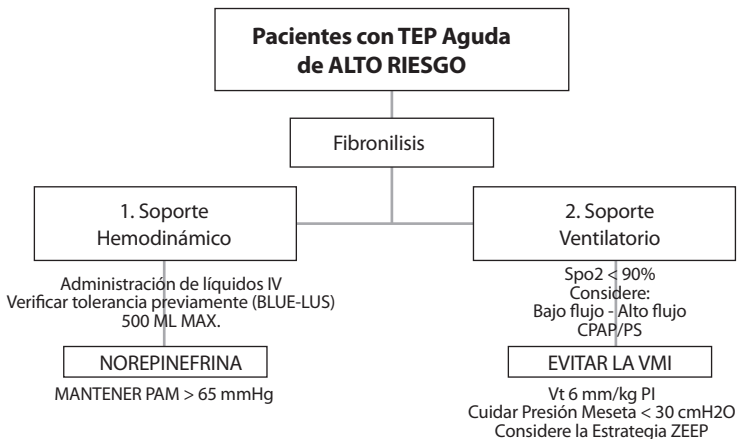 Pacientes con TEP Aguda
de ALTO RIESGO
Fibronilisis
1. Soporte
Hemodinámico
Administración de líquidos IV
Verificar tolerancia previamente (BLUE-LUS)
500 ML MAX.
NOREPINEFRINA
MANTENER PAM > 65 mmHg
2. Soporte
Ventilatorio
Spo2 < 90%
Considere:
Bajo flujo - Alto flujo
CPAP/PS
EVITAR LA VMI
Vt 6 mm/kg PI
Cuidar Presión Meseta < 30 cmH2O
Considere la Estrategia ZEEP